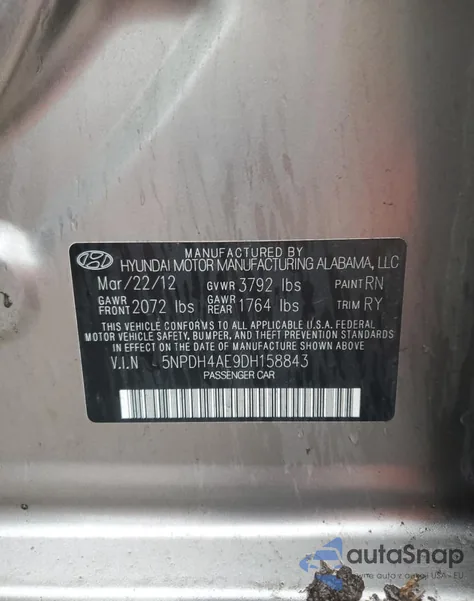 MANUFACTURED BY
HYUNDAI MOTOR MANUFACTURING ALABAMA, LLC
Mar/22/12 GVWR 3792 lbs PAINT RN
GAWR FRONT 2072 lbs GAWR REAR 1764 lbs TRIM RY
THIS VEHICLE CONFORMS TO ALL APPLICABLE U.S.A. FEDERAL
MOTOR VEHICLE SAFETY, BUMPER, AND THEFT PREVENTION STANDARDS
IN EFFECT ON THE DATE OF MANUFACTURE SHOWN ABOVE.
V.I.N 5NPDH4AE9DH158843
PASSENGER CAR
autoSnap